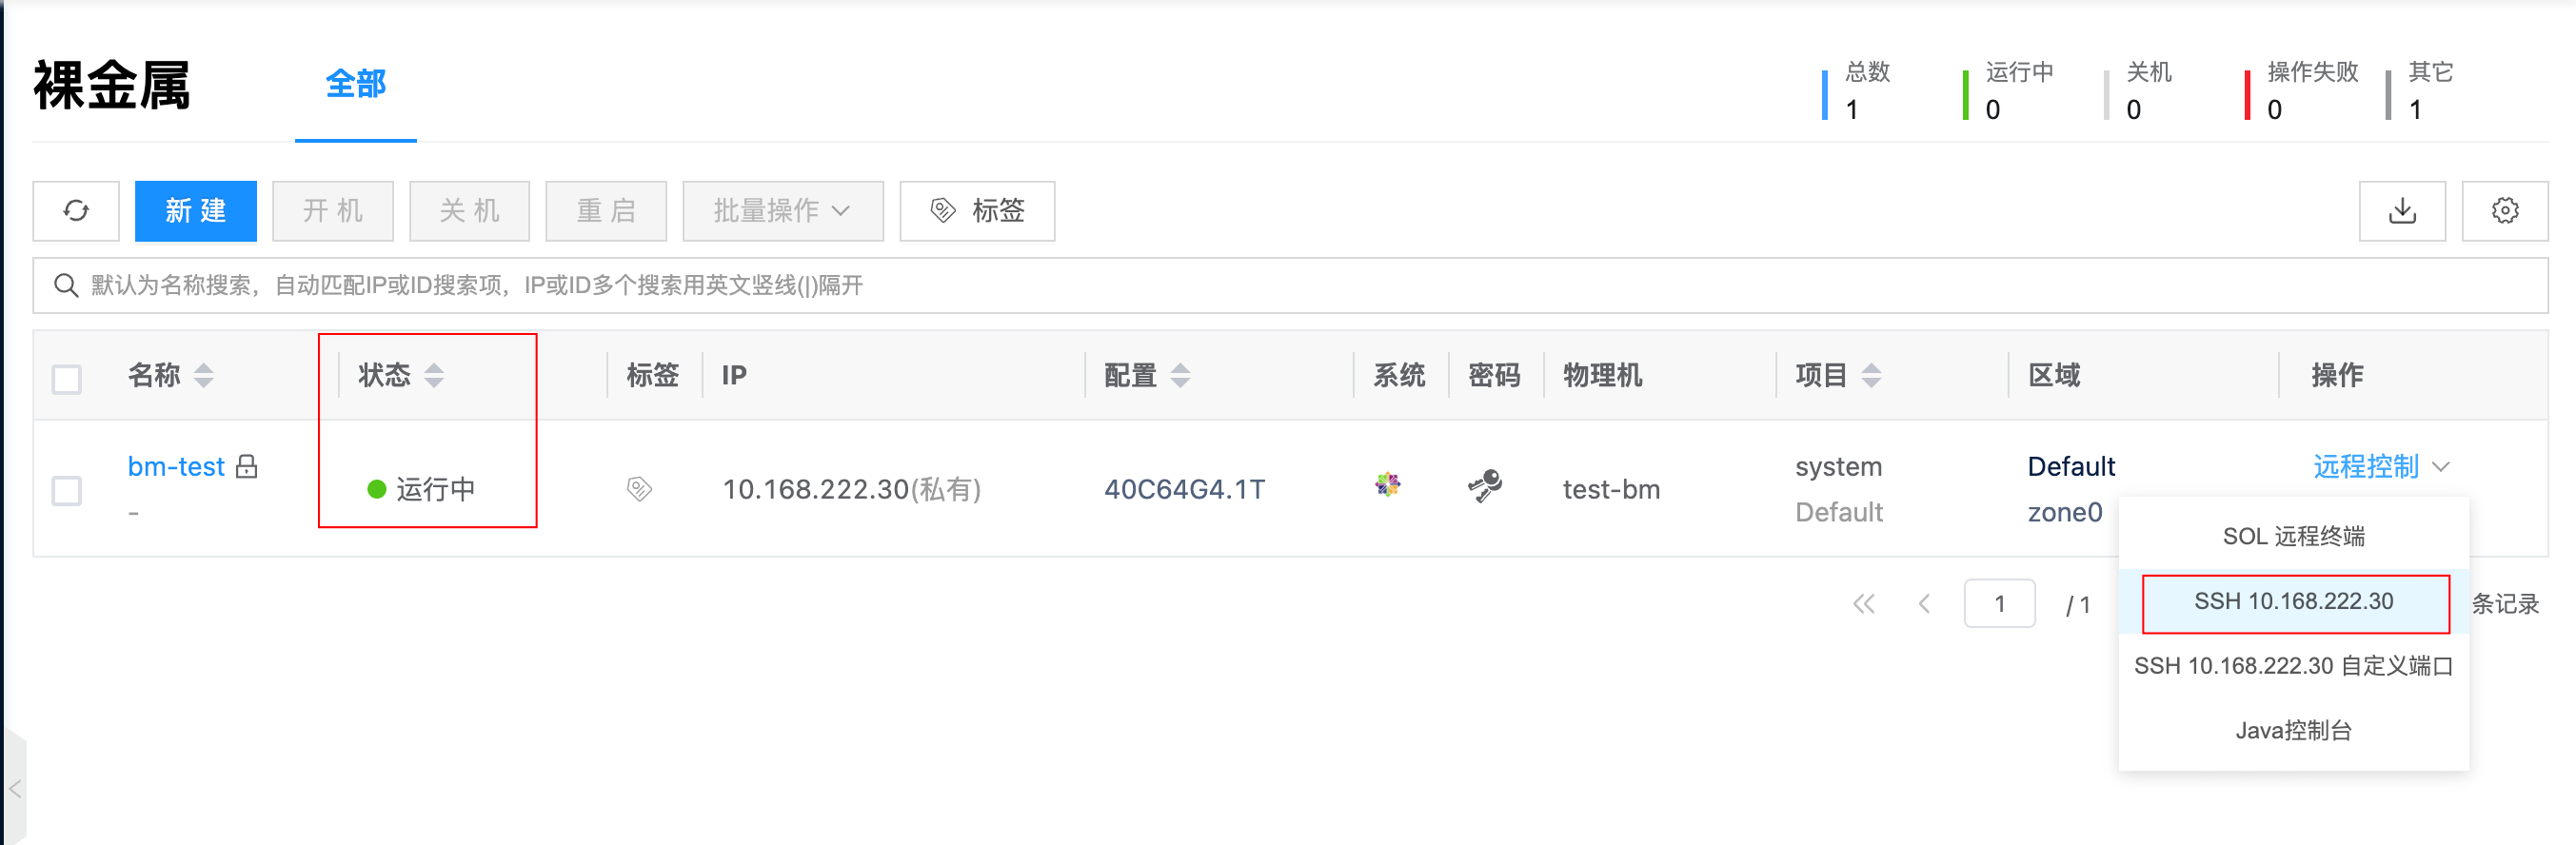 裸金属
全部
总数 运行中 关机 操作失败 其它
1 0 0 0 1
新 建 开 机 关 机 重 启 批量操作 标签
默认为名称搜索，自动匹配IP或ID搜索项，IP或ID多个搜索用英文竖线(|)隔开
名称 状态 标签 IP 配置 系统 密码 物理机 项目 区域 操作
bm-test 运行中 10.168.222.30(私有) 40C64G4.1T test-bm system Default 远程控制
- Default zone0
SOL 远程终端
SSH 10.168.222.30
1 / 1 条记录
SSH 10.168.222.30 自定义端口
Java控制台